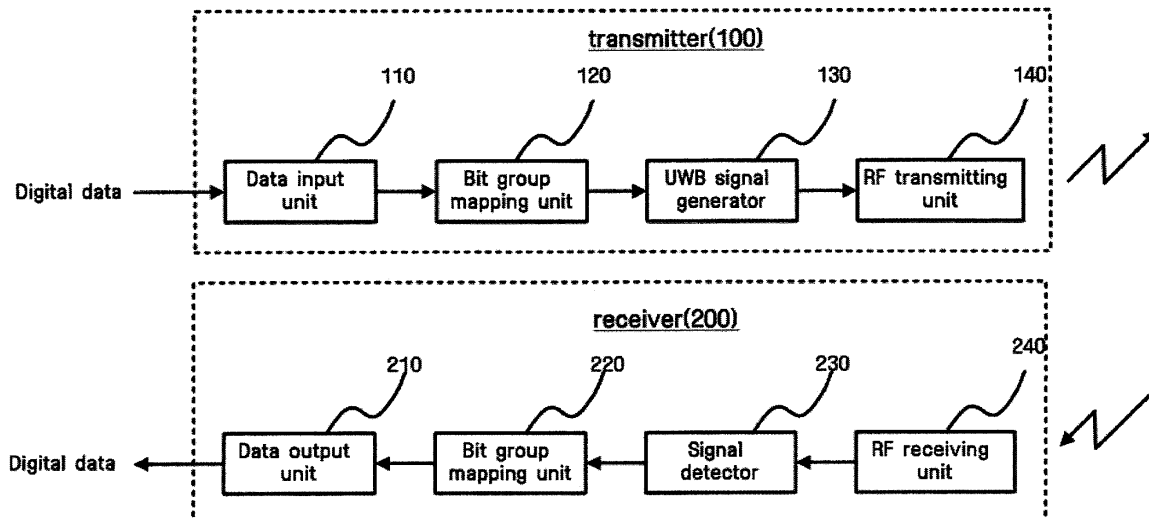 transmitter(100)
110
120
130
140
Digital data
Data input
unit
Bit group
mapping unit
UWB signal
generator
RF transmitting
unit
receiver(200)
210
220
230
240
Digital data
Data output
unit
Bit group
mapping unit
Signal
detector
RF receiving
unit